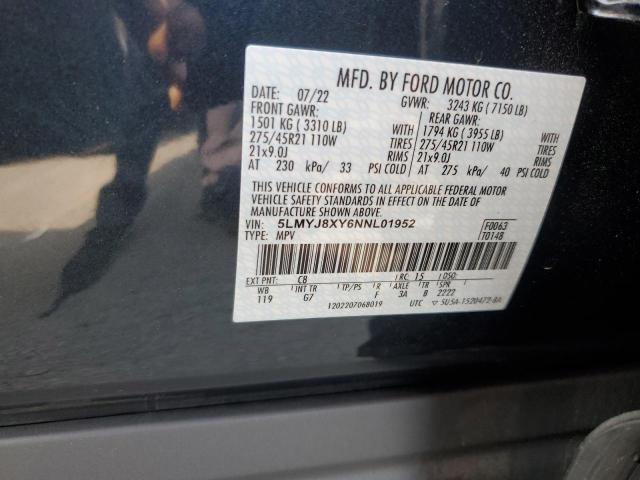 MFD. BY FORD MOTOR CO.
DATE: 07/22 GVWR: 3243 KG ( 7150 LB)
FRONT GAWR: REAR GAWR:
1501 KG ( 3310 LB) WITH 1794 KG ( 3955 LB) WITH
275/45R21 110W TIRES 275/45R21 110W TIRES
21x9.0J RIMS 21x9.0J RIMS
AT 230 kPa/ 33 PSI COLD AT 275 kPa/ 40 PSI COLD
THIS VEHICLE CONFORMS TO ALL APPLICABLE FEDERAL MOTOR
VEHICLE SAFETY STANDARDS IN EFFECT ON THE DATE OF
MANUFACTURE SHOWN ABOVE.
VIN: 5LMYJ8XY6NNL01952 F0063
TYPE: MPV T0148
EXT PNT: C8 RC: 15 DSO:
WB INT TR TP/PS R AXLE TR SPR
119 G7 F 3A B 2222
1202207068019 UTC 5U5A-1520472-BA